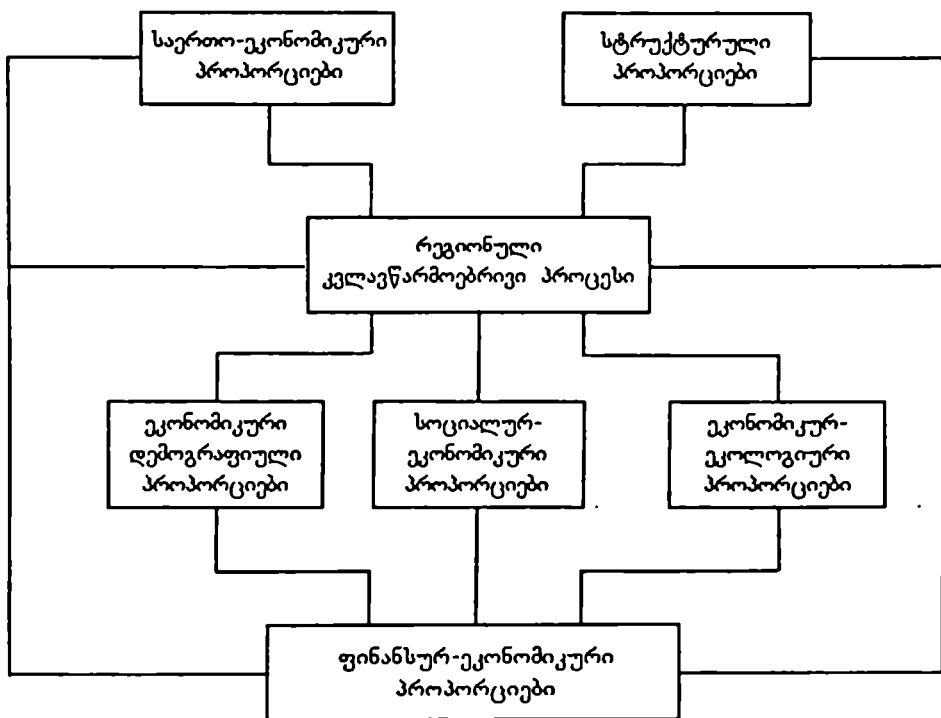 საერთო-ეკონომიკური
პროპორციები
სტრუქტურული
პროპორციები
რეგიონული
კვლავწარმოებრივი პროცესი
ეკონომიკური
დემოგრაფიული
პროპორციები
სოციალურ-
ეკონომიკური
პროპორციები
ეკონომიკურ-
ეკოლოგიური
პროპორციები
ფინანსურ-ეკონომიკური
პროპორციები